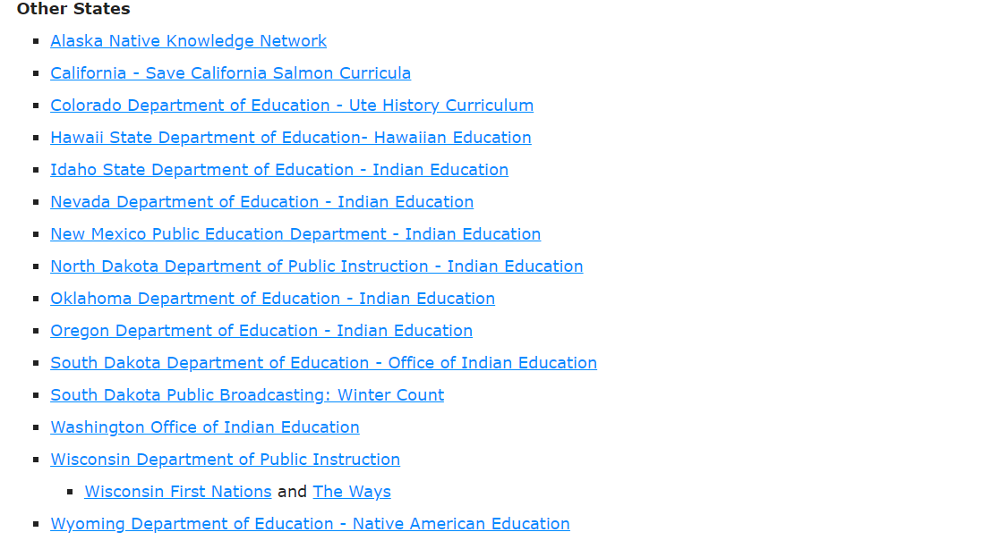 Other States
Alaska Native Knowledge Network
California - Save California Salmon Curricula
Colorado Department of Education - Ute History Curriculum
Hawaii State Department of Education- Hawaiian Education
Idaho State Department of Education - Indian Education
Nevada Department of Education - Indian Education
New Mexico Public Education Department - Indian Education
North Dakota Department of Public Instruction - Indian Education
Oklahoma Department of Education - Indian Education
Oregon Department of Education - Indian Education
South Dakota Department of Education - Office of Indian Education
South Dakota Public Broadcasting: Winter Count
Washington Office of Indian Education
Wisconsin Department of Public Instruction
Wisconsin First Nations and The Ways
Wyoming Department of Education - Native American Education